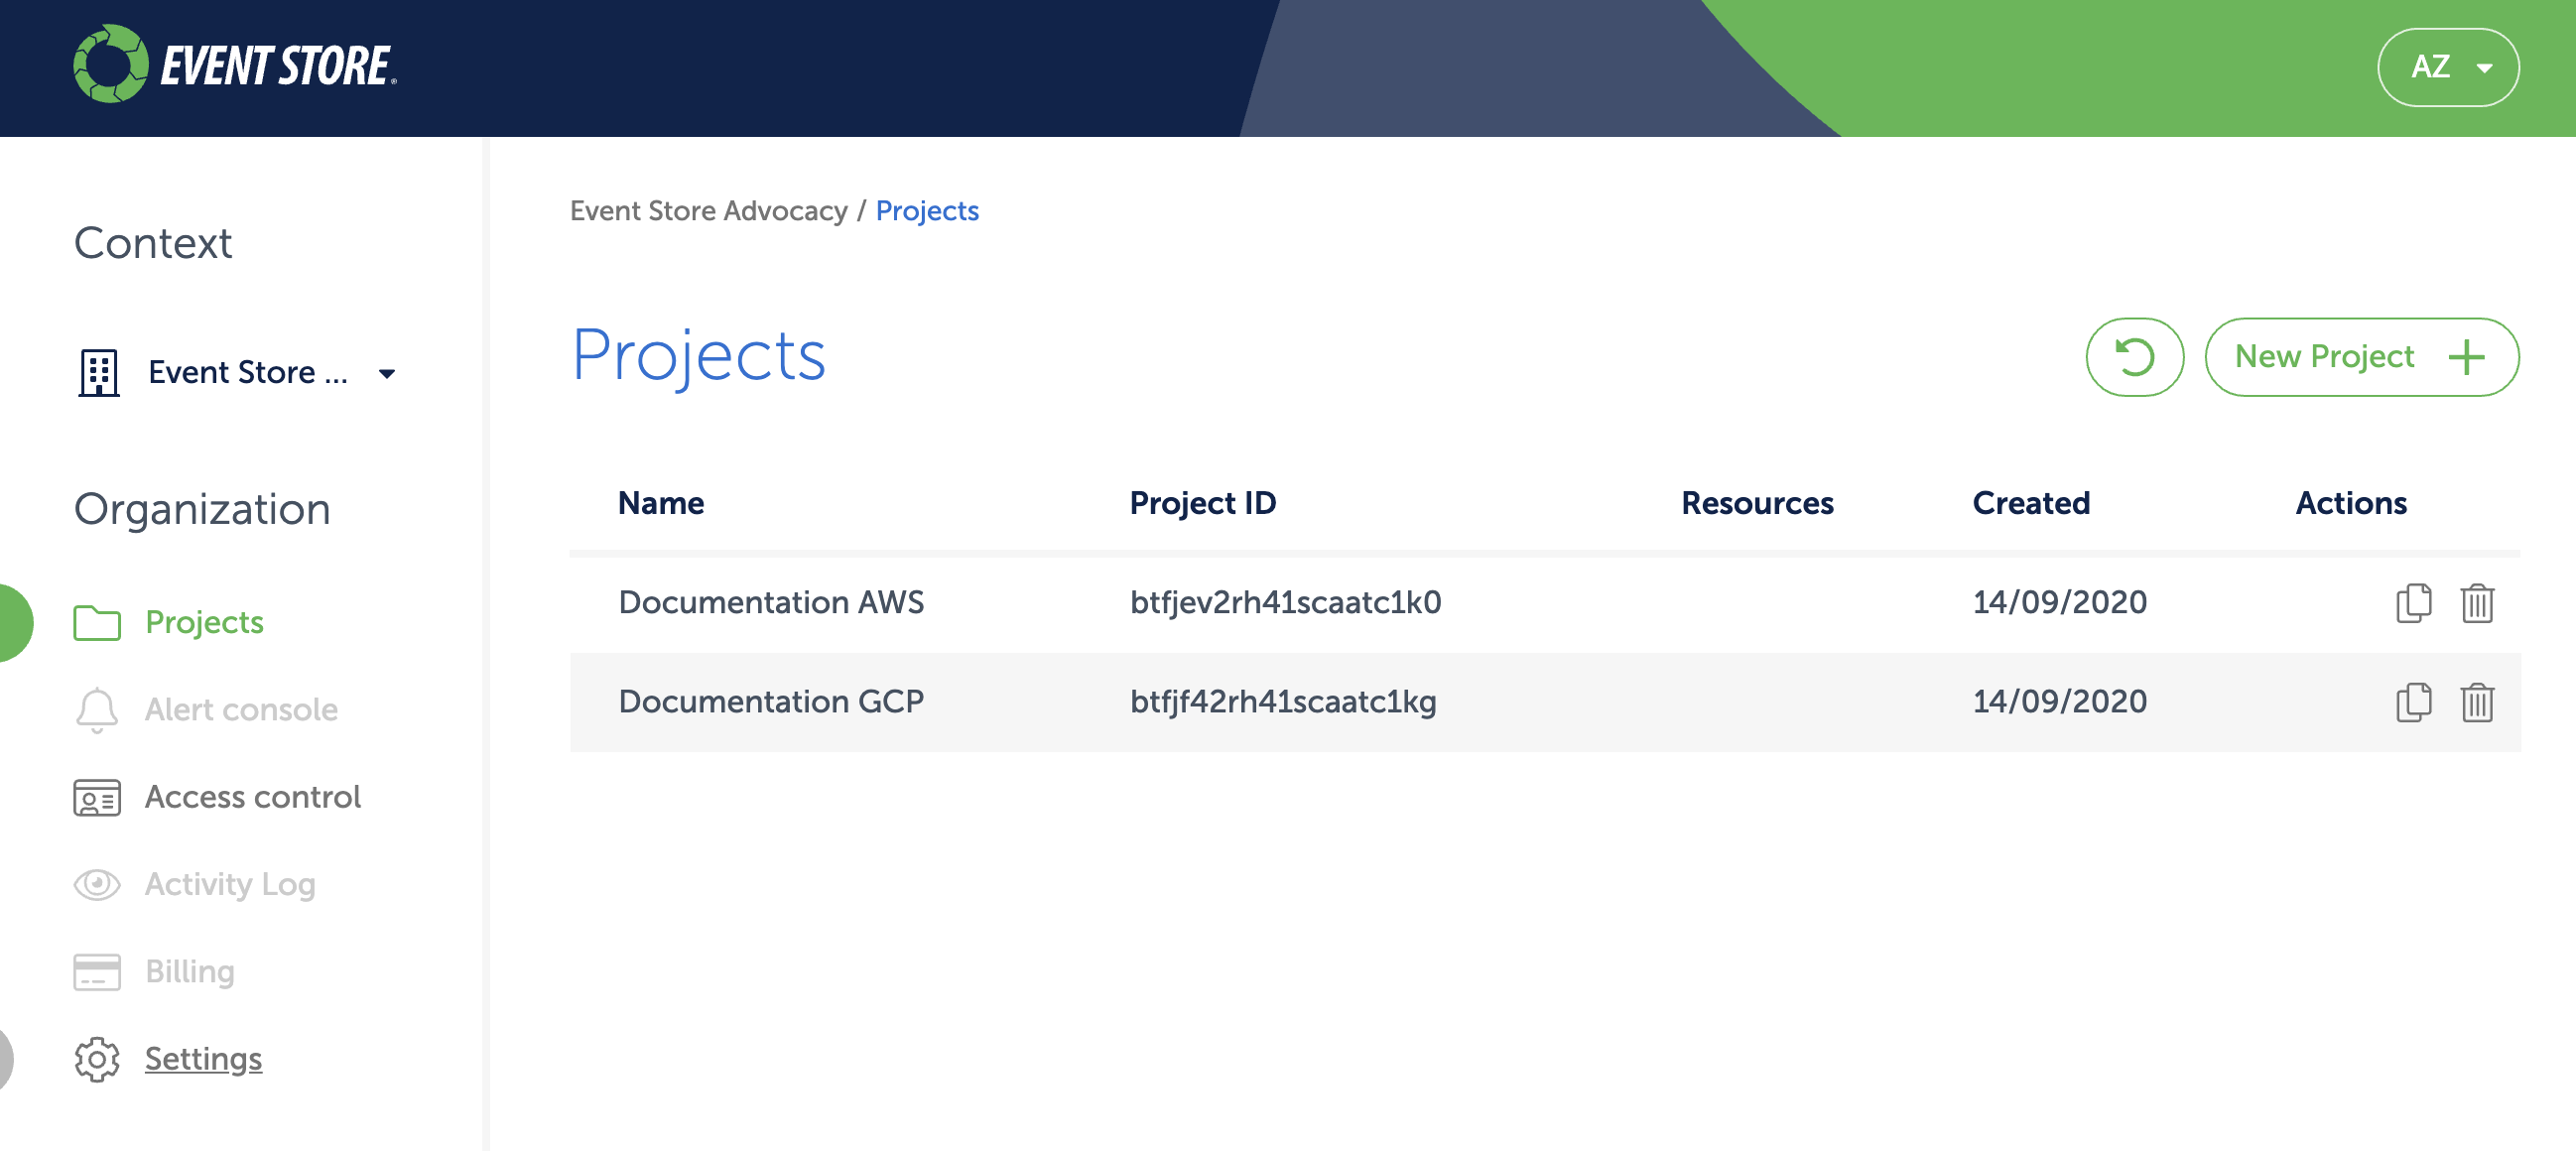 EVENT STORE
AZ
Context
Event Store ...
Organization
Projects
Alert console
Access control
Activity Log
Billing
Settings
Event Store Advocacy / Projects
Projects
New Project
Name Project ID Resources Created Actions
Documentation AWS btfjev2rh41scaatc1k0 14/09/2020
Documentation GCP btfjf42rh41scaatc1kg 14/09/2020